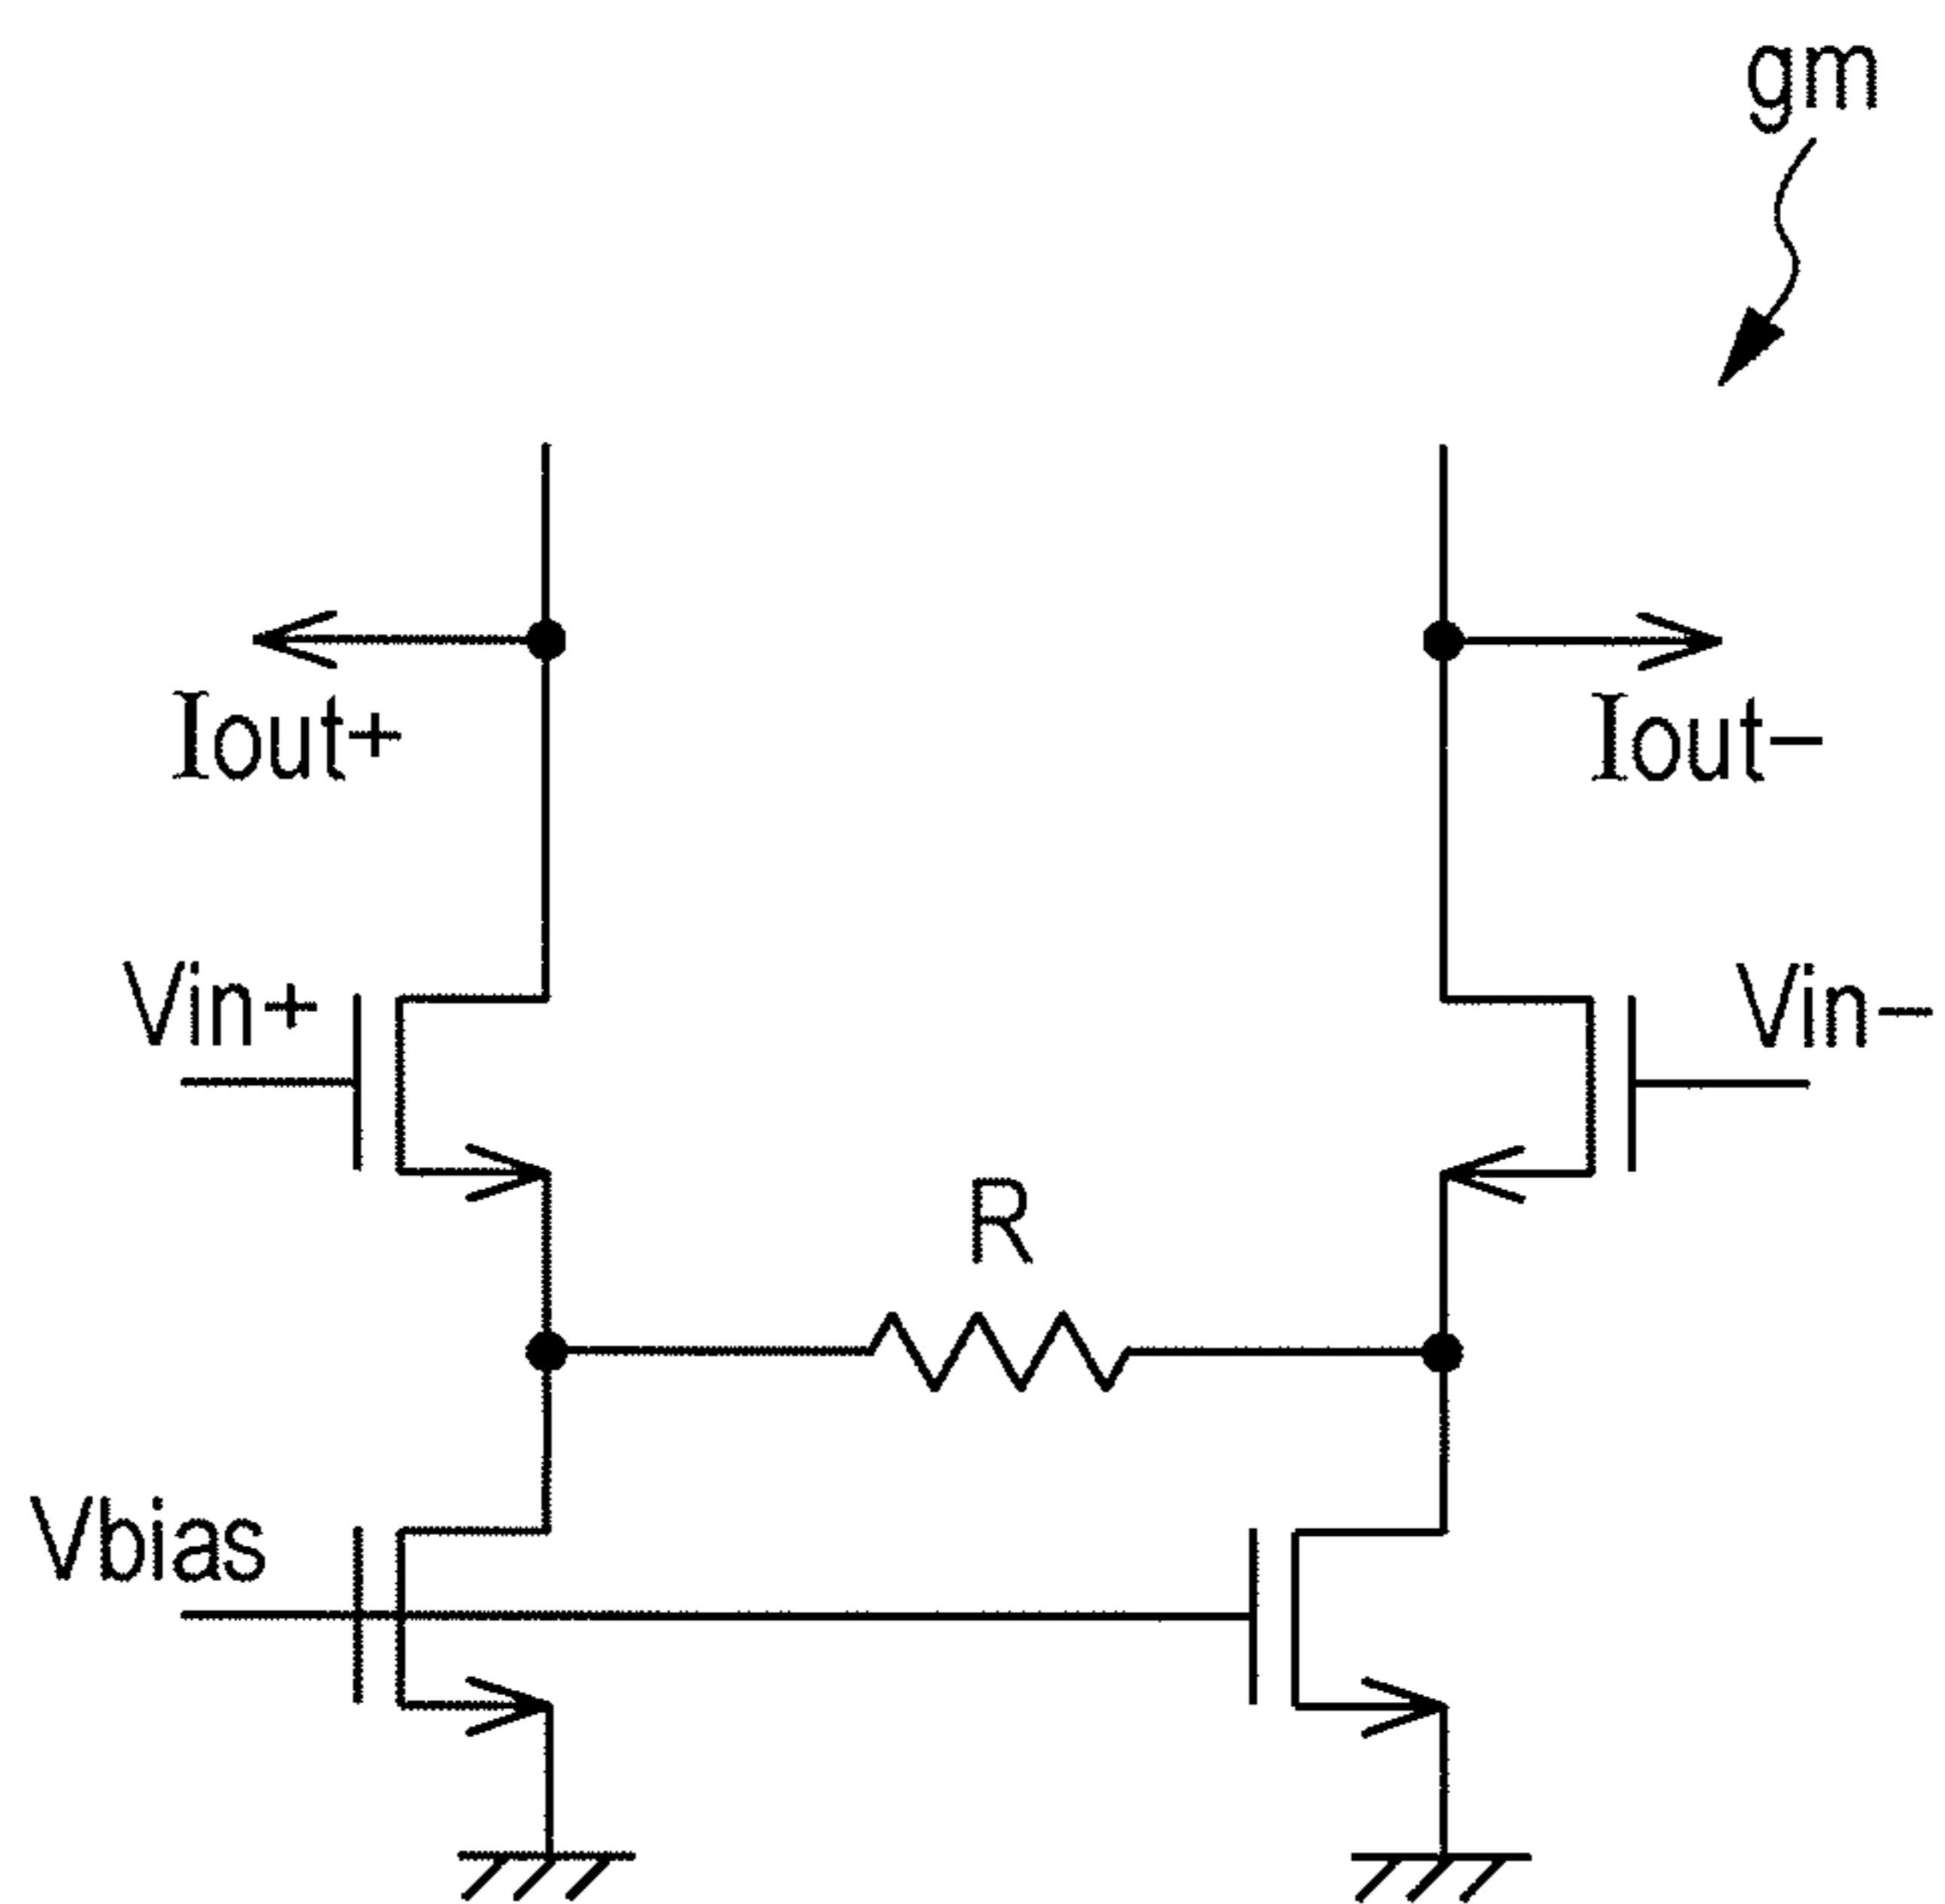 gm
Iout+
Iout−
Vin+
Vin−
R
Vbias